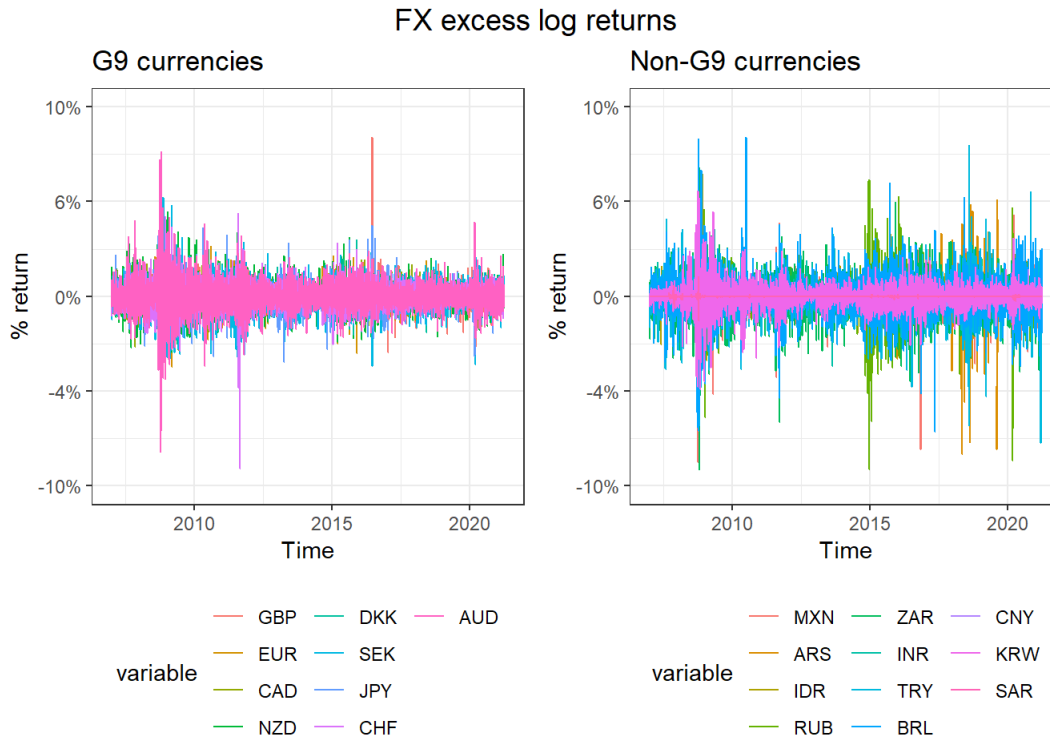 FX excess log returns
G9 currencies
Non-G9 currencies
10%
6%
0%
-4%
-10%
% return
2010
2015
2020
Time
10%
6%
0%
-4%
-10%
% return
2010
2015
2020
Time
variable
GBP
EUR
CAD
NZD
DKK
SEK
JPY
CHF
AUD
variable
MXN
ARS
IDR
RUB
ZAR
INR
TRY
BRL
CNY
KRW
SAR